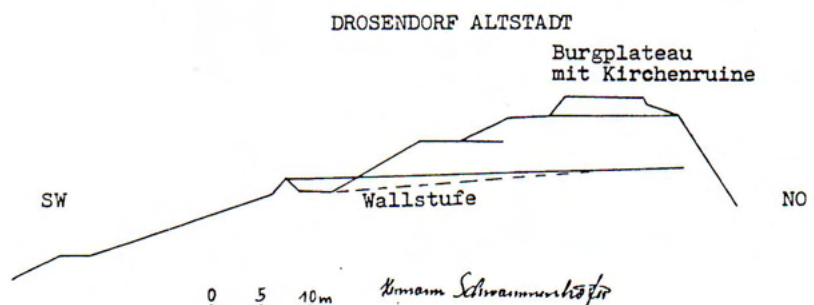 DROSENDORF ALTSTADT
Burgplateau
mit Kirchenruine
SW
Wallstufe
NO
0 5 10m Hermann Schwammenhöfer